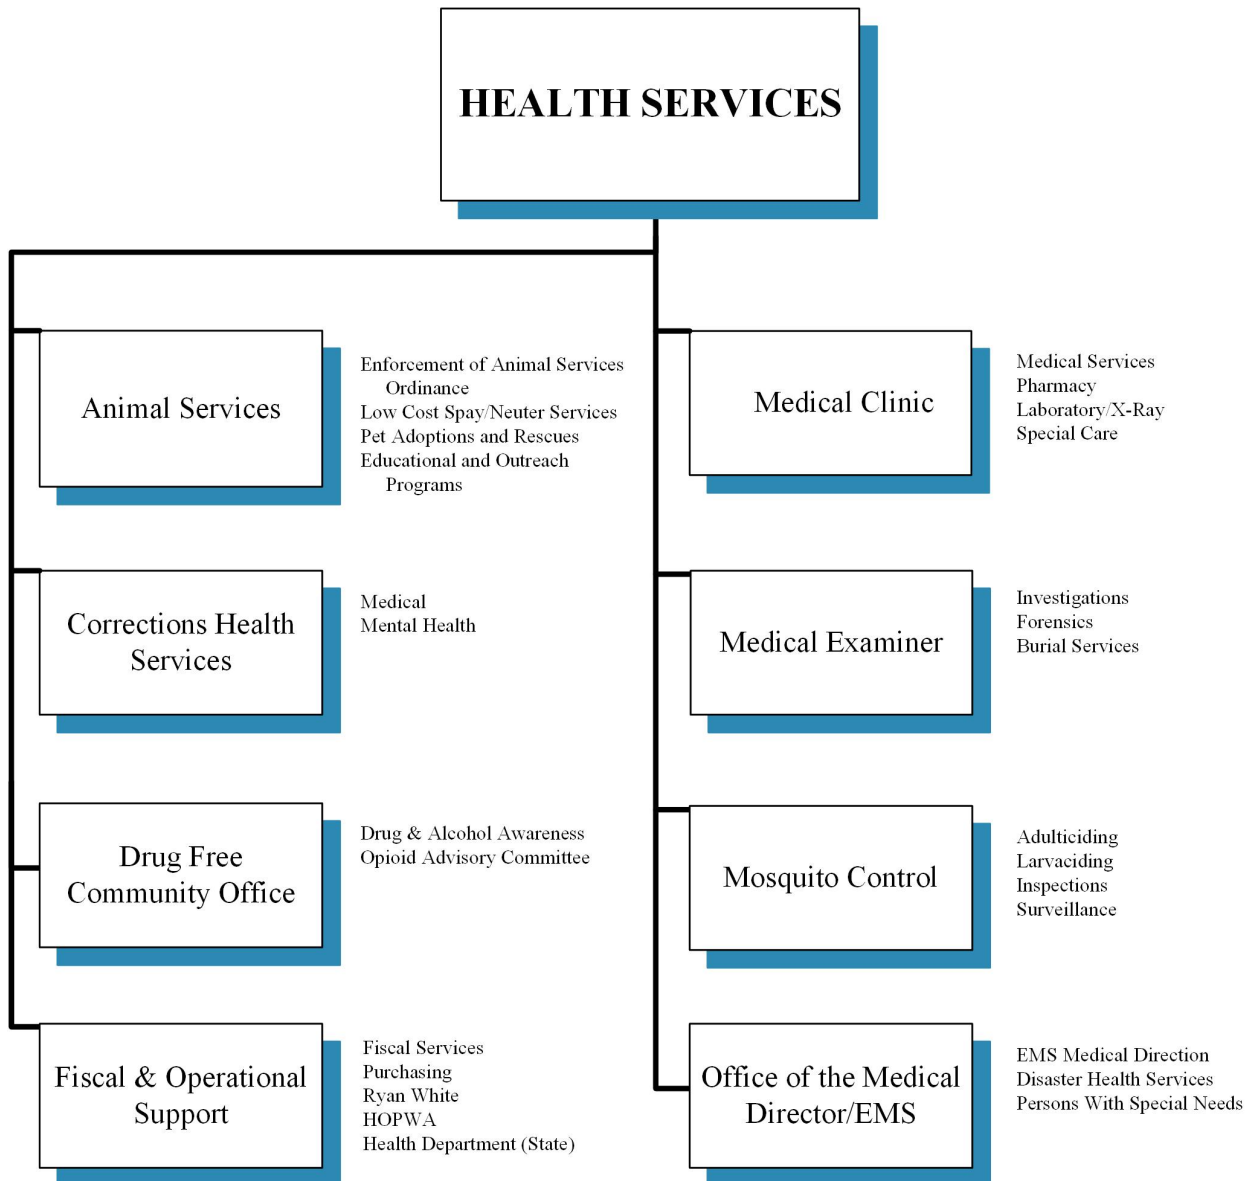 HEALTH SERVICES
Animal Services
Enforcement of Animal Services
Ordinance
Low Cost Spay/Neuter Services
Pet Adoptions and Rescues
Educational and Outreach
Programs
Medical Clinic
Medical Services
Pharmacy
Laboratory/X-Ray
Special Care
Corrections Health
Services
Medical
Mental Health
Medical Examiner
Investigations
Forensics
Burial Services
Drug Free
Community Office
Drug & Alcohol Awareness
Opioid Advisory Committee
Mosquito Control
Adulticiding
Larvaciding
Inspections
Surveillance
Fiscal & Operational
Support
Fiscal Services
Purchasing
Ryan White
HOPWA
Health Department (State)
Office of the Medical
Director/EMS
EMS Medical Direction
Disaster Health Services
Persons With Special Needs